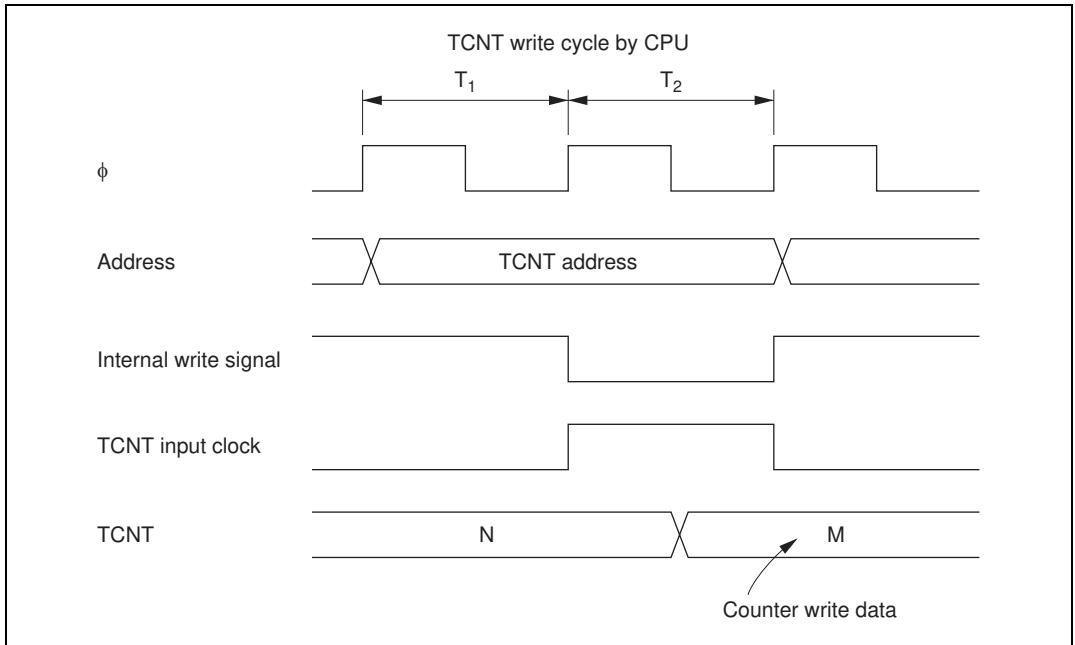 TCNT write cycle by CPU
T1 T2
ϕ
Address TCNT address
Internal write signal
TCNT input clock
TCNT N M
Counter write data